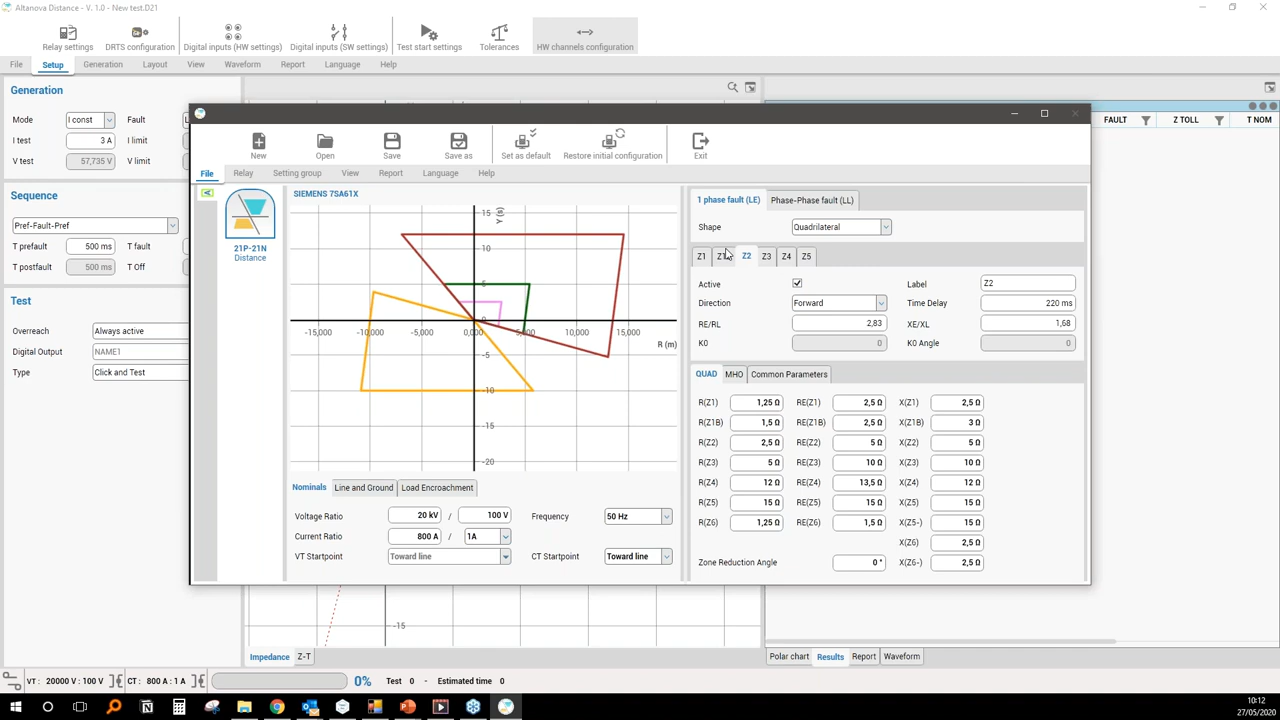 Altanova Distance - V. 1.0 - New test.D21
Relay settings DRTS configuration Digital inputs (HW settings) Digital inputs (SW settings) Test start settings Tolerances HW channels configuration
File Setup Generation Layout View Waveform Report Language Help
Generation
Mode I const Fault
I test 3 A I limit
V test 57,735 V V limit
Sequence
Pref-Fault-Pref
T prefault 500 ms T fault
T postfault 500 ms T Off
Test
Overreach Always active
Digital Output NAME1
Type Click and Test
FAULT Z TOLL T NOM
New Open Save Save as Set as default Restore initial configuration Exit
File Relay Setting group View Report Language Help
21P-21N
Distance
SIEMENS 7SA61X
Y (s)
15
10
5
0
-15,000 -10,000 -5,000 0,000 5,000 10,000 15,000
R (m)
-5
-10
-15
-20
Nominals Line and Ground Load Encroachment
Voltage Ratio 20 kV / 100 V Frequency 50 Hz
Current Ratio 800 A / 1A
VT Startpoint Toward line CT Startpoint Toward line
1 phase fault (LE) Phase-Phase fault (LL)
Shape Quadrilateral
Z1 Z2 Z3 Z4 Z5
Active Label Z2
Direction Forward Time Delay 220 ms
RE/RL 2,83 XE/XL 1,68
K0 0 K0 Angle 0
QUAD MHO Common Parameters
R(Z1) 1,25 Ω RE(Z1) 2,5 Ω X(Z1) 2,5 Ω
R(Z1B) 1,5 Ω RE(Z1B) 2,5 Ω X(Z1B) 3 Ω
R(Z2) 2,5 Ω RE(Z2) 5 Ω X(Z2) 5 Ω
R(Z3) 5 Ω RE(Z3) 10 Ω X(Z3) 10 Ω
R(Z4) 12 Ω RE(Z4) 13,5 Ω X(Z4) 12 Ω
R(Z5) 15 Ω RE(Z5) 15 Ω X(Z5) 15 Ω
R(Z6) 1,25 Ω RE(Z6) 1,5 Ω X(Z5-) 15 Ω
X(Z6) 2,5 Ω
Zone Reduction Angle 0 ° X(Z6-) 2,5 Ω
-15
Impedance Z-T
Polar chart Results Report Waveform
VT : 20000 V : 100 V CT : 800 A : 1 A 0% Test 0 - Estimated time 0
10:12
27/05/2020